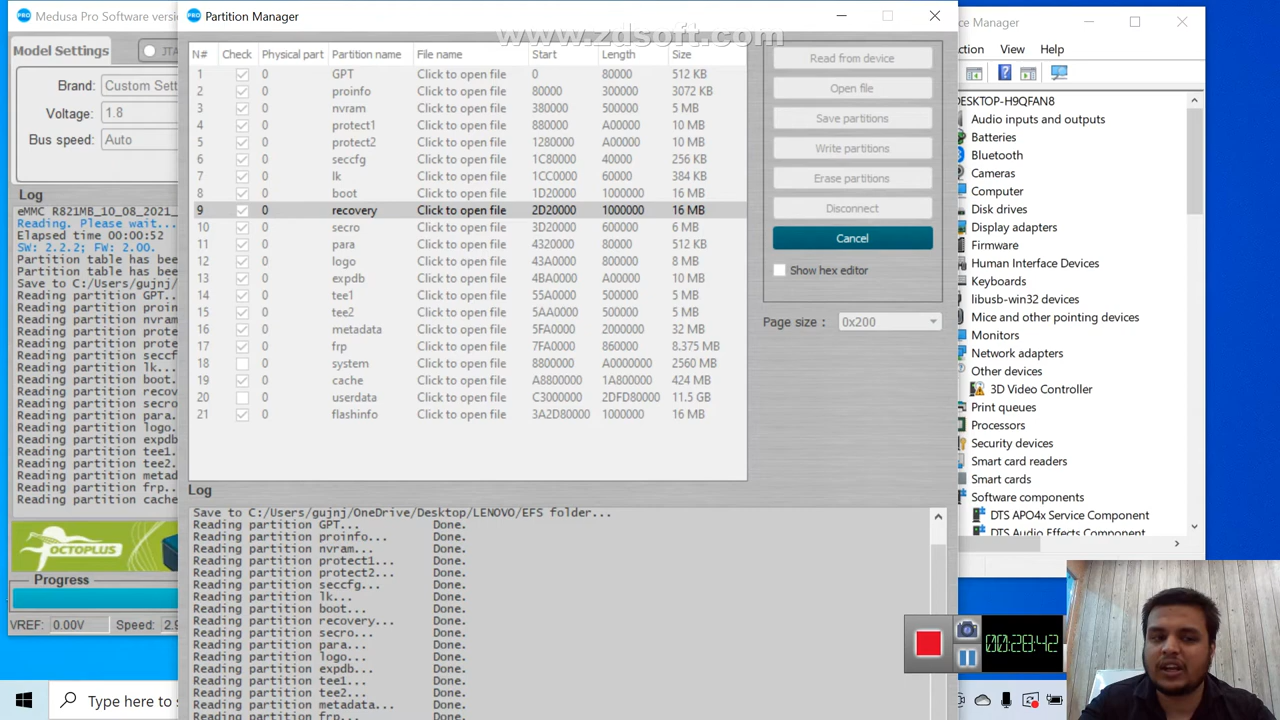 Medusa Pro Software version
Model Settings
JTA
Brand: Custom Sett
Voltage: 1.8
Bus speed: Auto
Log
eMMC R821MB_10_08_2021_
Reading. Please wait...
Elapsed time 00:00:52
SW: 2.2.2; FW: 2.00.
Partition table has bee
Partition table has bee
Save to C:/Users/gujnj/
Reading partition GPT..
Reading partition proin
Reading partition nvram
Reading partition prote
Reading partition prote
Reading partition seccf
Reading partition lk...
Reading partition boot.
Reading partition recov
Reading partition secro
Reading partition para.
Reading partition logo.
Reading partition expdb
Reading partition tee1.
Reading partition tee2.
Reading partition metad
Reading partition frp..
Reading partition cache
OCTOPLUS
Progress
VREF: 0.00V Speed: 2.9
Type here to s
PRO Partition Manager
www.zdsoft.com
N# Check Physical part Partition name File name Start Length Size
1 0 GPT Click to open file 0 80000 512 KB
2 0 proinfo Click to open file 80000 300000 3072 KB
3 0 nvram Click to open file 380000 500000 5 MB
4 0 protect1 Click to open file 880000 A00000 10 MB
5 0 protect2 Click to open file 1280000 A00000 10 MB
6 0 seccfg Click to open file 1C80000 40000 256 KB
7 0 lk Click to open file 1CC0000 60000 384 KB
8 0 boot Click to open file 1D20000 1000000 16 MB
9 0 recovery Click to open file 2D20000 1000000 16 MB
10 0 secro Click to open file 3D20000 600000 6 MB
11 0 para Click to open file 4320000 80000 512 KB
12 0 logo Click to open file 43A0000 800000 8 MB
13 0 expdb Click to open file 4BA0000 A00000 10 MB
14 0 tee1 Click to open file 55A0000 500000 5 MB
15 0 tee2 Click to open file 5AA0000 500000 5 MB
16 0 metadata Click to open file 5FA0000 2000000 32 MB
17 0 frp Click to open file 7FA0000 860000 8.375 MB
18 0 system Click to open file 8800000 A0000000 2560 MB
19 0 cache Click to open file A8800000 1A800000 424 MB
20 0 userdata Click to open file C3000000 2DFD80000 11.5 GB
21 0 flashinfo Click to open file 3A2D80000 1000000 16 MB
Read from device
Open file
Save partitions
Write partitions
Erase partitions
Disconnect
Cancel
Show hex editor
Page size : 0x200
Log
Save to C:/Users/gujnj/OneDrive/Desktop/LENOVO/EFS folder...
Reading partition GPT... Done.
Reading partition proinfo... Done.
Reading partition nvram... Done.
Reading partition protect1... Done.
Reading partition protect2... Done.
Reading partition seccfg... Done.
Reading partition lk... Done.
Reading partition boot... Done.
Reading partition recovery... Done.
Reading partition secro... Done.
Reading partition para... Done.
Reading partition logo... Done.
Reading partition expdb... Done.
Reading partition tee1... Done.
Reading partition tee2... Done.
Reading partition metadata... Done.
Reading partition frp... Done.
ice Manager
ction View Help
DESKTOP-H9QFAN8
Audio inputs and outputs
Batteries
Bluetooth
Cameras
Computer
Disk drives
Display adapters
Firmware
Human Interface Devices
Keyboards
libusb-win32 devices
Mice and other pointing devices
Monitors
Network adapters
Other devices
3D Video Controller
Print queues
Processors
Security devices
Smart card readers
Smart cards
Software components
DTS APO4x Service Component
DTS Audio Effects Component
00:28:42